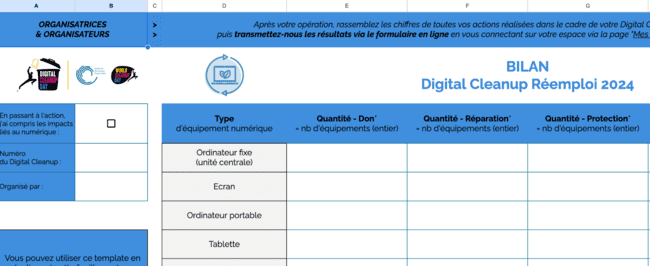 A B C D E F G
ORGANISATRICES
& ORGANISATEURS
>
>
Après votre opération, rassemblez les chiffres de toutes vos actions réalisées dans le cadre de votre Digital C
puis transmettez-nous les résultats via le formulaire en ligne en vous connectant sur votre espace via la page "Mes
DIGITAL
CLEANUP
DAY
WORLD
CLEANUP
BILAN
Digital Cleanup Réemploi 2024
En passant à l'action,
j'ai compris les impacts
liés au numérique :
Numéro
du Digital Cleanup :
Organisé par :
Type
d'équipement numérique
Quantité - Don*
= nb d'équipements (entier)
Quantité - Réparation*
= nb d'équipements (entier)
Quantité - Protection*
= nb d'équipements (entier)
Ordinateur fixe
(unité centrale)
Ecran
Ordinateur portable
Tablette
Vous pouvez utiliser ce template en